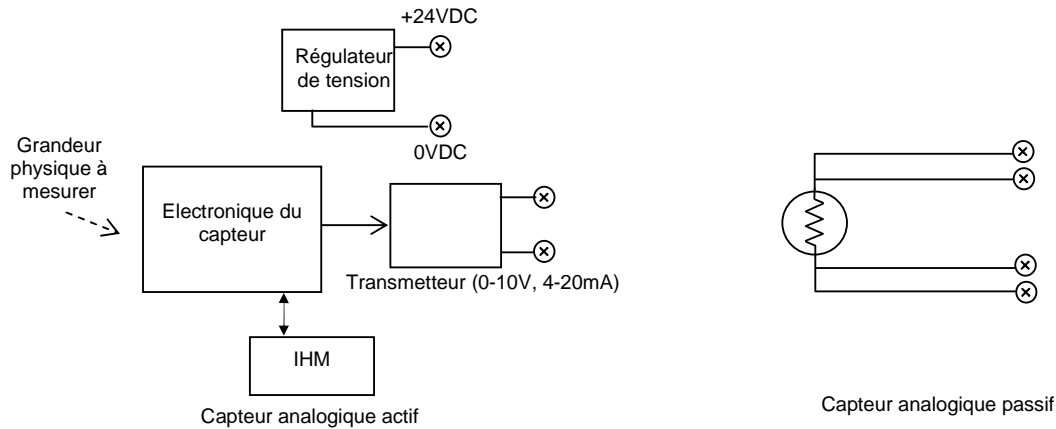 +24VDC
Régulateur
de tension
0VDC
Grandeur
physique à
mesurer
Electronique du
capteur
Transmetteur (0-10V, 4-20mA)
IHM
Capteur analogique actif
Capteur analogique passif